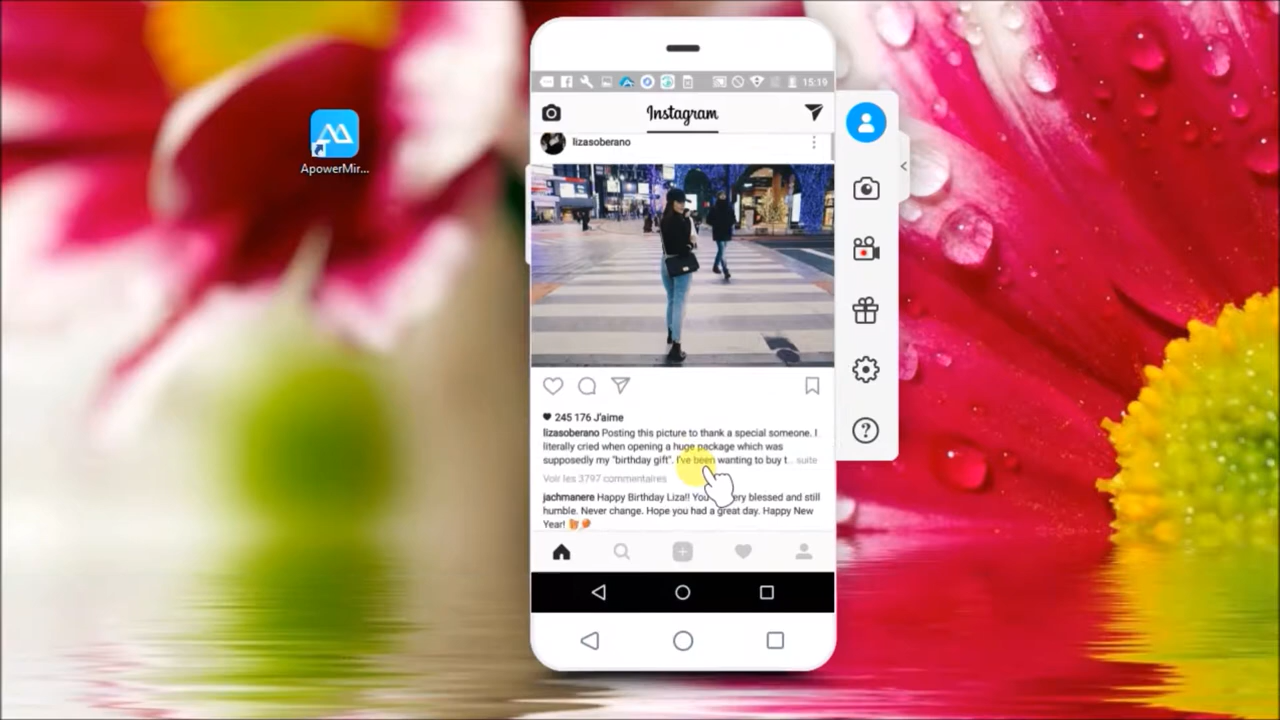 15:19
Instagram
lizasoberano
ApowerMir...
245 176 J'aime
lizasoberano Posting this picture to thank a special someone. I
literally cried when opening a huge package which was
supposedly my "birthday gift". I've been wanting to buy t... suite
Voir les 3797 commentaires
jachmanere Happy Birthday Liza!! You ery blessed and still
humble. Never change. Hope you had a great day. Happy New
Year!